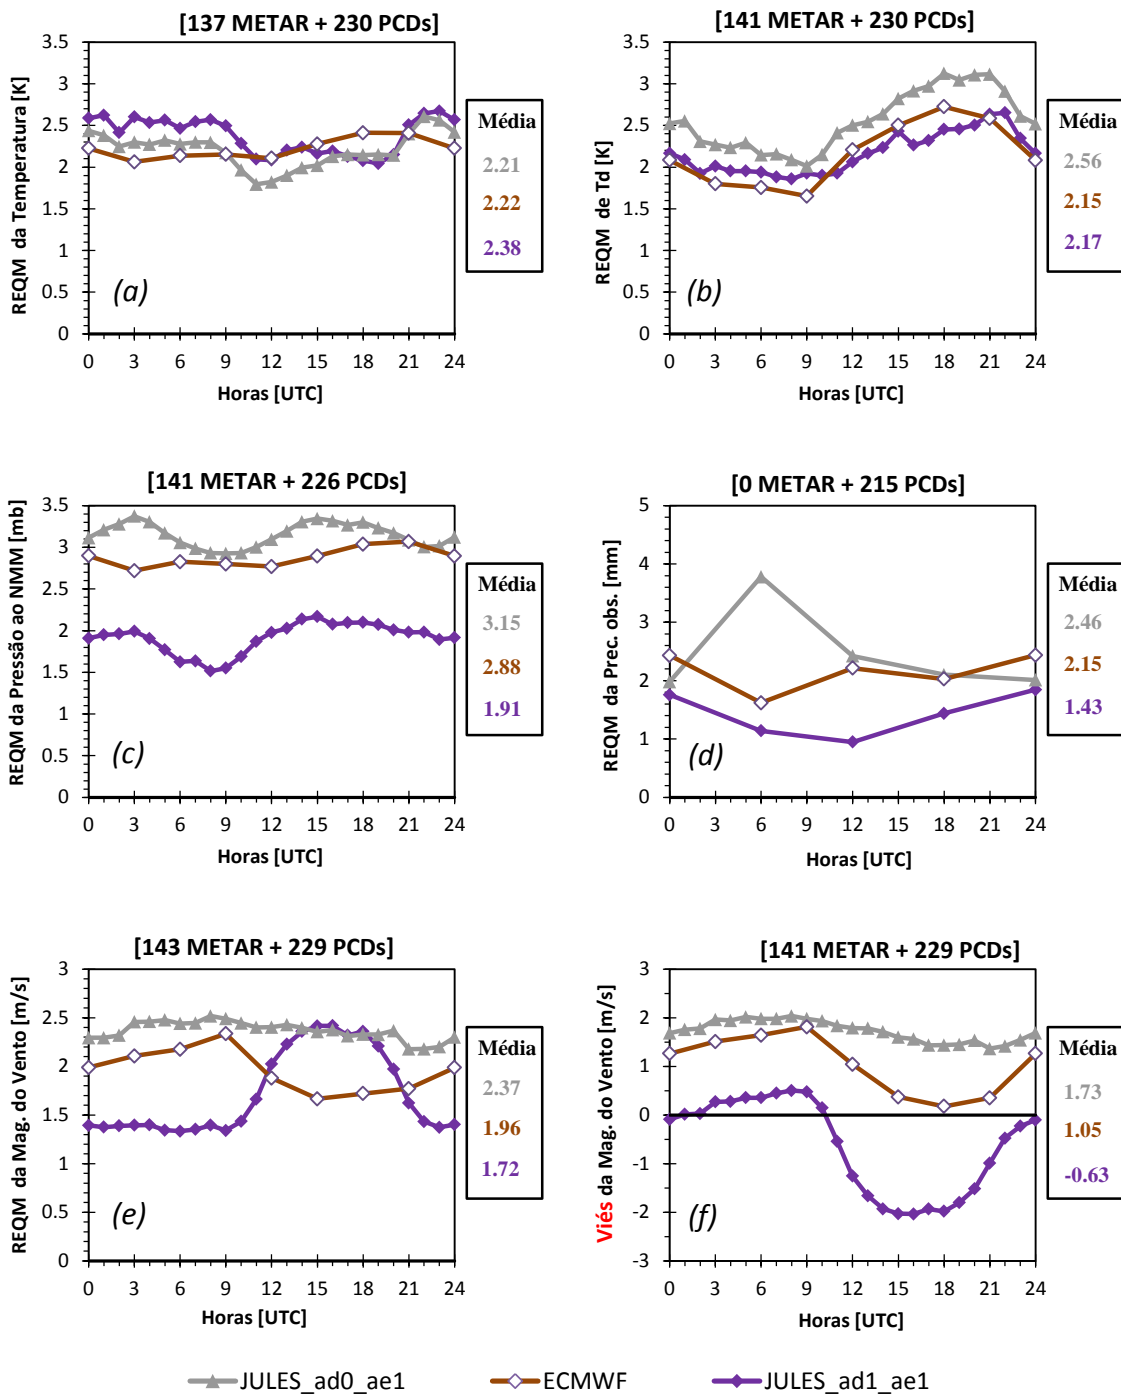 [137 METAR + 230 PCDs]
REQM da Temperatura [K]
3.5
3
2.5
2
1.5
1
0.5
0
0 3 6 9 12 15 18 21 24
Horas [UTC]
(a)
Média
2.21
2.22
2.38
[141 METAR + 230 PCDs]
REQM de Td [K]
3.5
3
2.5
2
1.5
1
0.5
0
0 3 6 9 12 15 18 21 24
Horas [UTC]
(b)
Média
2.56
2.15
2.17
[141 METAR + 226 PCDs]
REQM da Pressão ao NMM [mb]
3.5
3
2.5
2
1.5
1
0.5
0
0 3 6 9 12 15 18 21 24
Horas [UTC]
(c)
Média
3.15
2.88
1.91
[0 METAR + 215 PCDs]
REQM da Prec. obs. [mm]
5
4
3
2
1
0
0 3 6 9 12 15 18 21 24
Horas [UTC]
(d)
Média
2.46
2.15
1.43
[143 METAR + 229 PCDs]
REQM da Mag. do Vento [m/s]
3
2.5
2
1.5
1
0.5
0
0 3 6 9 12 15 18 21 24
Horas [UTC]
(e)
Média
2.37
1.96
1.72
[141 METAR + 229 PCDs]
Viés da Mag. do Vento [m/s]
3
2
1
0
-1
-2
-3
0 3 6 9 12 15 18 21 24
Horas [UTC]
(f)
Média
1.73
1.05
-0.63
JULES_ad0_ae1 ECMWF JULES_ad1_ae1